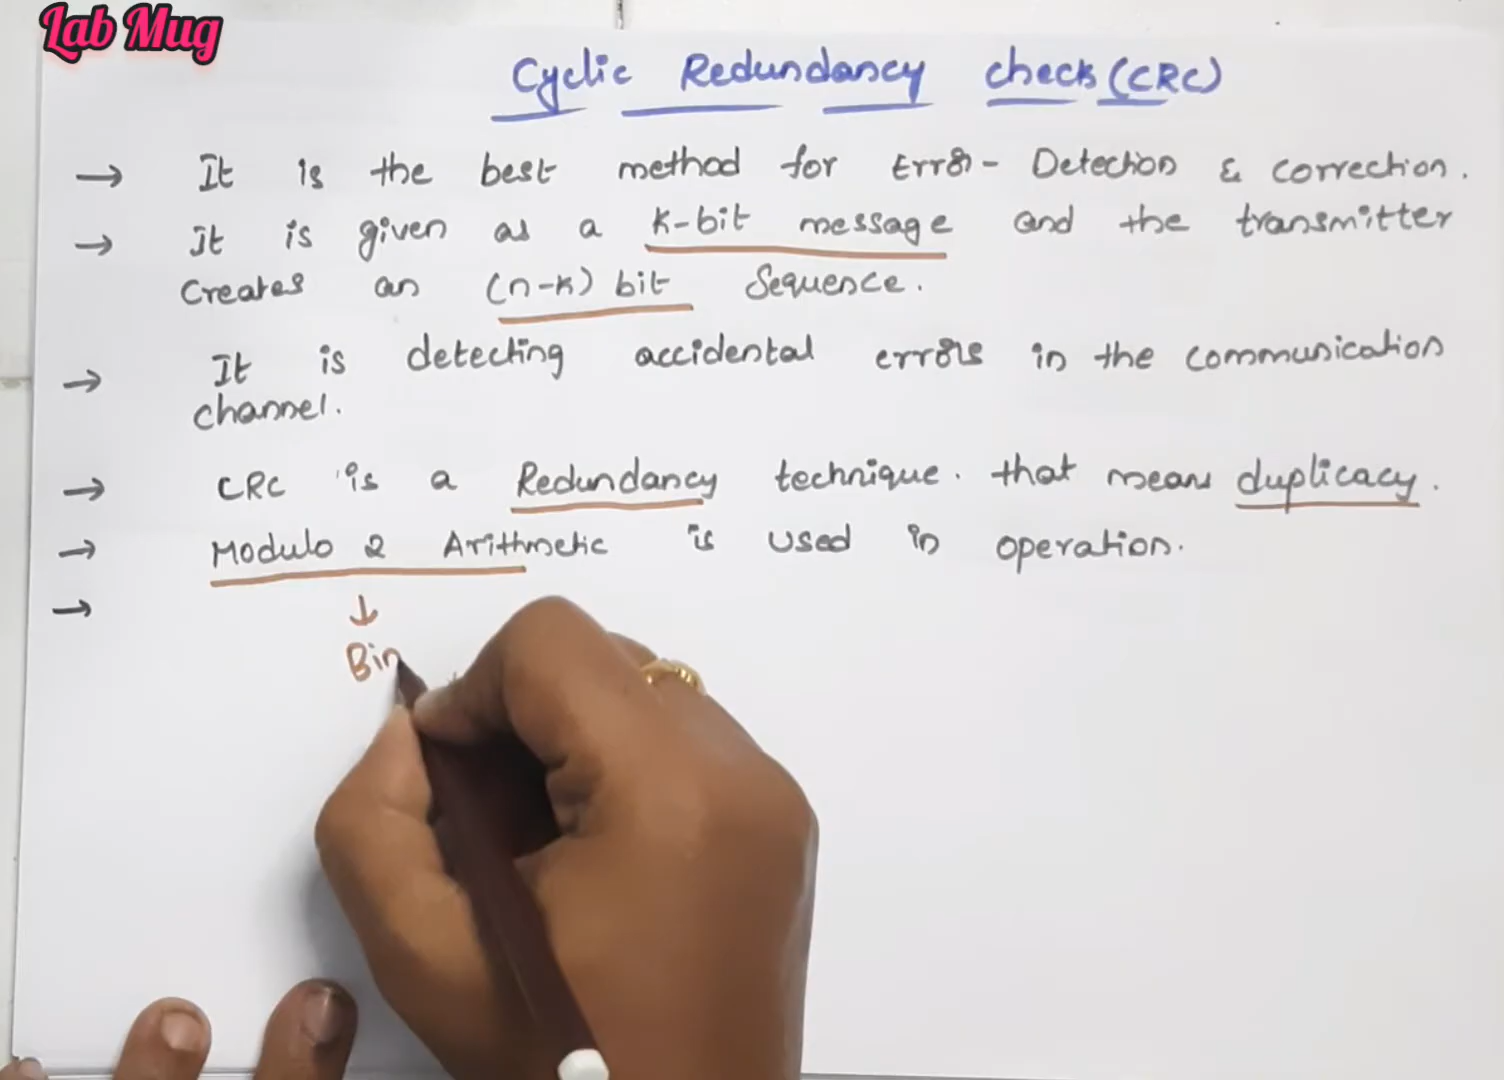 Lab Mug
Cyclic Redundancy check (CRC)
→ It is the best method for Error- Detection & correction.
→ It is given as a K-bit message and the transmitter
creates an (n-k) bit Sequence.
→ It is detecting accidental errors in the communication
channel.
→ CRC is a Redundancy technique. that means duplicacy.
→ Modulo 2 Arithmetic is used in operation.
→ ↓
Bin